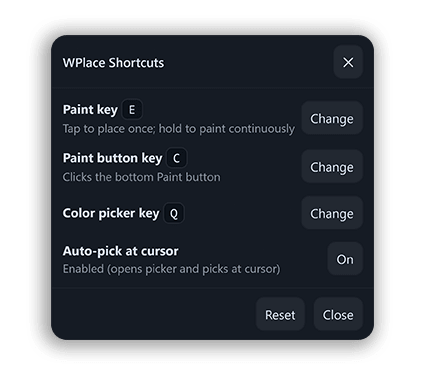 WPlace Shortcuts
Paint key E
Tap to place once; hold to paint continuously
Change
Paint button key C
Clicks the bottom Paint button
Change
Color picker key Q
Change
Auto-pick at cursor
Enabled (opens picker and picks at cursor)
On
Reset
Close